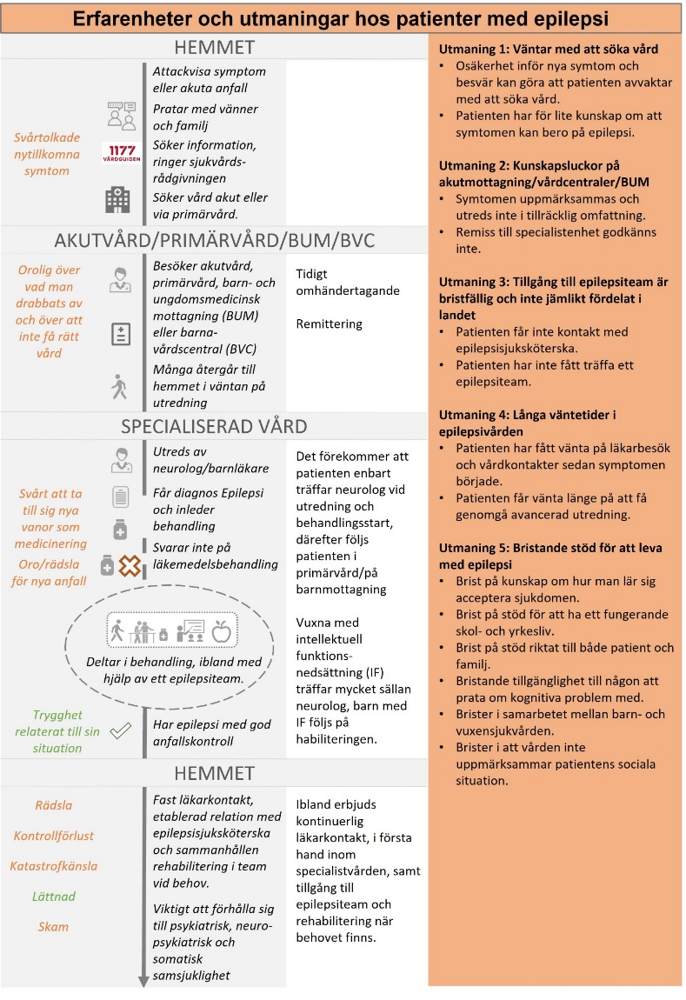 Erfarenheter och utmaningar hos patienter med epilepsi
HEMMET
Svårtolkade
nytillkomna
symtom
1177
VÅRDGUIDEN
Attackvisa symptom
eller akuta anfall
Pratar med vänner
och familj
Söker information,
ringer sjukvårds-
rådgivningen
Söker vård akut eller
via primärvård.
AKUTVÅRD/PRIMÄRVÅRD/BUM/BVC
Orolig över
vad man
drabbats av
och över att
inte få rätt
vård
Besöker akutvård,
primärvård, barn- och
ungdomsmedicinsk
mottagning (BUM)
eller barna-
vårdscentral (BVC)
Många återgår till
hemmet i väntan på
utredning
Tidigt
omhändertagande
Remittering
SPECIALISERAD VÅRD
Svårt att ta
till sig nya
vanor som
medicinering
Oro/rädsla
för nya anfall
Utreds av
neurolog/barnläkare
Får diagnos Epilepsi
och inleder
behandling
Svarar inte på
läkemedelsbehandling
Deltar i behandling, ibland med
hjälp av ett epilepsiteam.
Trygghet
relaterat till sin
situation
Har epilepsi med god
anfallskontroll
Det förekommer att
patienten enbart
träffar neurolog vid
utredning och
behandlingsstart,
därefter följs
patienten i
primärvård/på
barnmottagning
Vuxna med
intellektuell
funktions-
nedsättning (IF)
träffar mycket sällan
neurolog, barn med
IF följs på
habiliteringen.
HEMMET
Rädsla
Kontrollförlust
Katastrofkänsla
Lättnad
Skam
Fast läkarkontakt,
etablerad relation med
epilepsisjuksköterska
och sammanhållen
rehabilitering i team
vid behov.
Viktigt att förhålla sig
till psykiatrisk, neuro-
psykiatrisk och
somatisk
samsjuklighet
Ibland erbjuds
kontinuerlig
läkarkontakt, i första
hand inom
specialistvården, samt
tillgång till
epilepsiteam och
rehabilitering när
behovet finns.
Utmaning 1: Väntar med att söka vård
• Osäkerhet inför nya symtom och
besvär kan göra att patienten avvaktar
med att söka vård.
• Patienten har för lite kunskap om att
symtomen kan bero på epilepsi.
Utmaning 2: Kunskapsluckor på
akutmottagning/vårdcentraler/BUM
• Symtomen uppmärksammas och
utreds inte i tillräcklig omfattning.
• Remiss till specialistenhet godkänns
inte.
Utmaning 3: Tillgång till epilepsiteam är
bristfällig och inte jämlikt fördelat i
landet
• Patienten får inte kontakt med
epilepsisjuksköterska.
• Patienten har inte fått träffa ett
epilepsiteam.
Utmaning 4: Långa väntetider i
epilepsivården
• Patienten har fått vänta på läkarbesök
och vårdkontakter sedan symptomen
började.
• Patienten får vänta länge på att få
genomgå avancerad utredning.
Utmaning 5: Bristande stöd för att leva
med epilepsi
• Brist på kunskap om hur man lär sig
acceptera sjukdomen.
• Brist på stöd för att ha ett fungerande
skol- och yrkesliv.
• Brist på stöd riktat till både patient och
familj.
• Bristande tillgänglighet till någon att
prata om kognitiva problem med.
• Brister i samarbetet mellan barn- och
vuxensjukvården.
• Brister i att vården inte
uppmärksammar patientens sociala
situation.